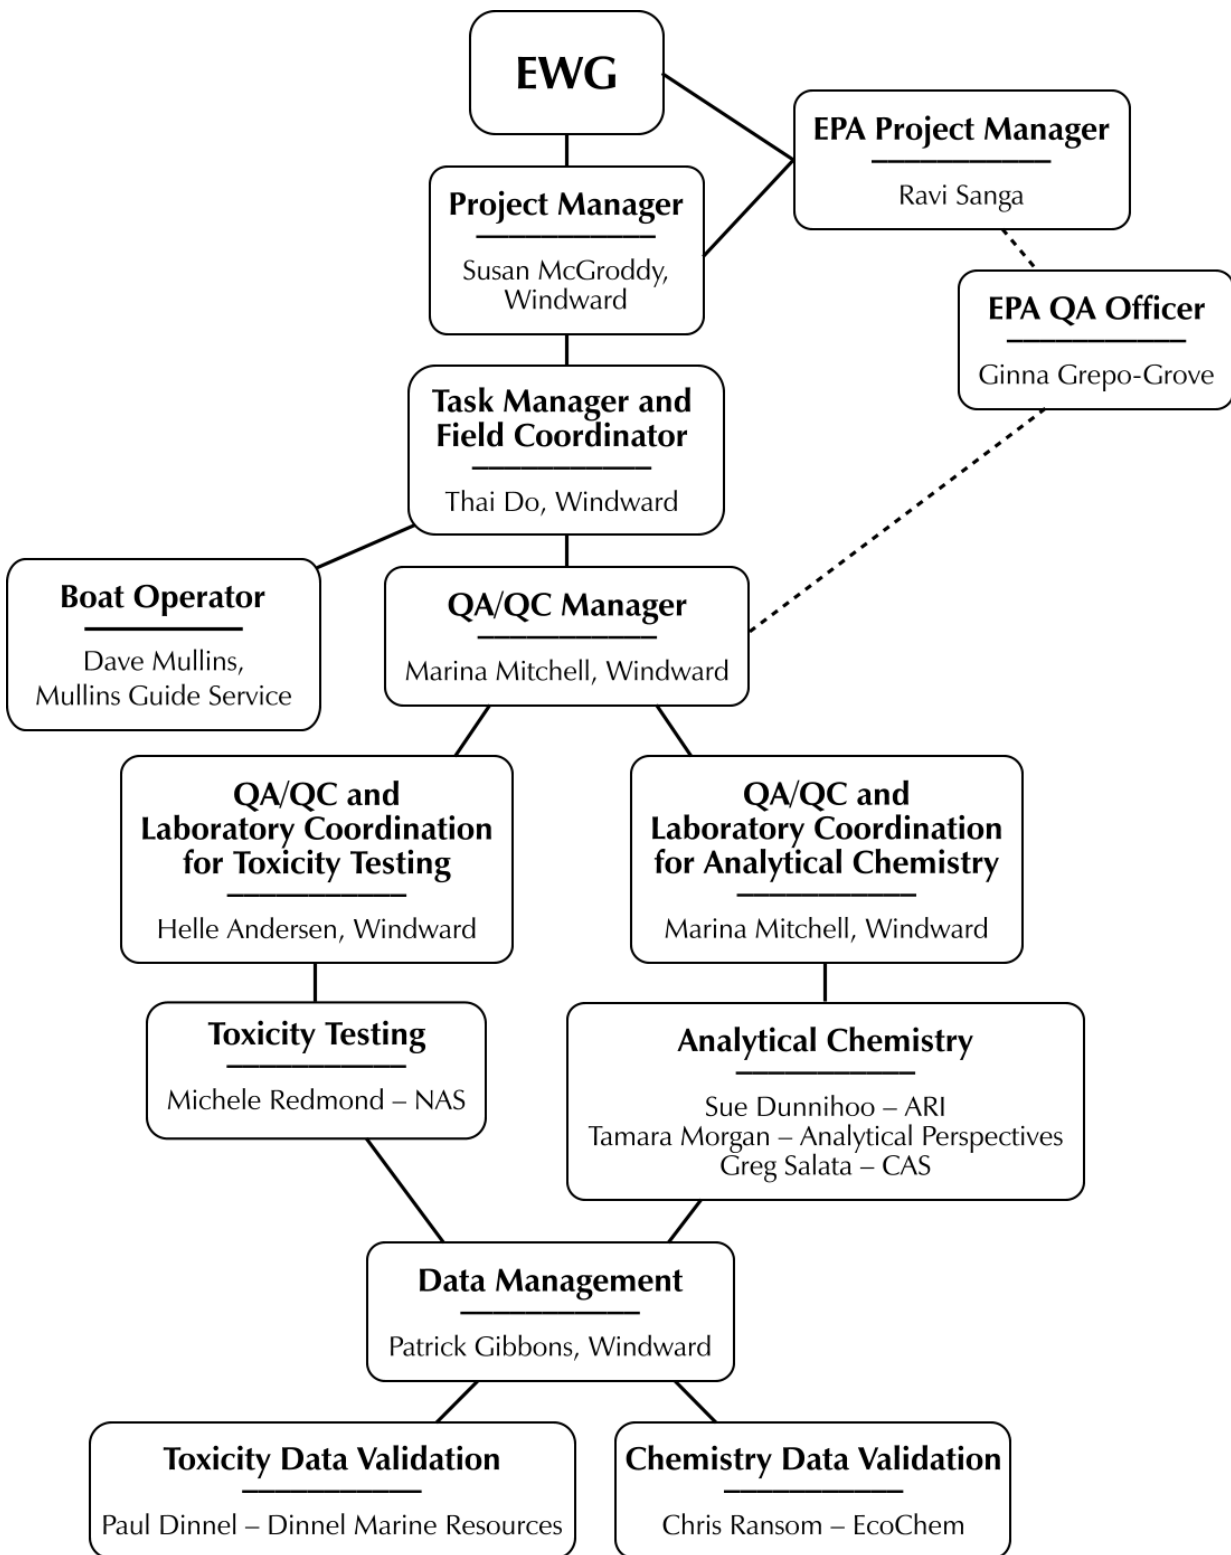 EWG
EPA Project Manager
Ravi Sanga
Project Manager
Susan McGroddy,
Windward
EPA QA Officer
Ginna Grepo-Grove
Task Manager and
Field Coordinator
Thai Do, Windward
Boat Operator
Dave Mullins,
Mullins Guide Service
QA/QC Manager
Marina Mitchell, Windward
QA/QC and
Laboratory Coordination
for Toxicity Testing
Helle Andersen, Windward
QA/QC and
Laboratory Coordination
for Analytical Chemistry
Marina Mitchell, Windward
Toxicity Testing
Michele Redmond – NAS
Analytical Chemistry
Sue Dunnihoo – ARI
Tamara Morgan – Analytical Perspectives
Greg Salata – CAS
Data Management
Patrick Gibbons, Windward
Toxicity Data Validation
Paul Dinnel – Dinnel Marine Resources
Chemistry Data Validation
Chris Ransom – EcoChem